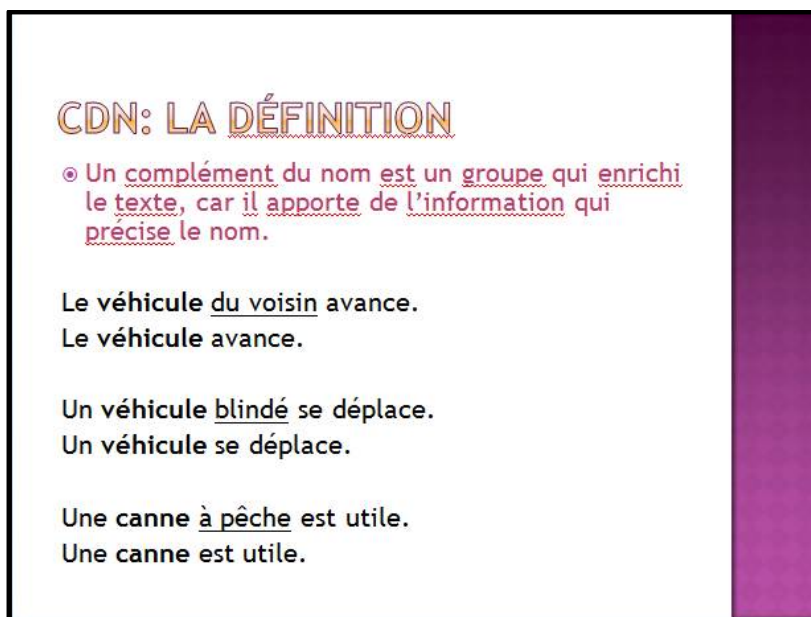 CDN: LA DÉFINITION
Un complément du nom est un groupe qui enrichi
le texte, car il apporte de l'information qui
précise le nom.
Le véhicule du voisin avance.
Le véhicule avance.
Un véhicule blindé se déplace.
Un véhicule se déplace.
Une canne à pêche est utile.
Une canne est utile.